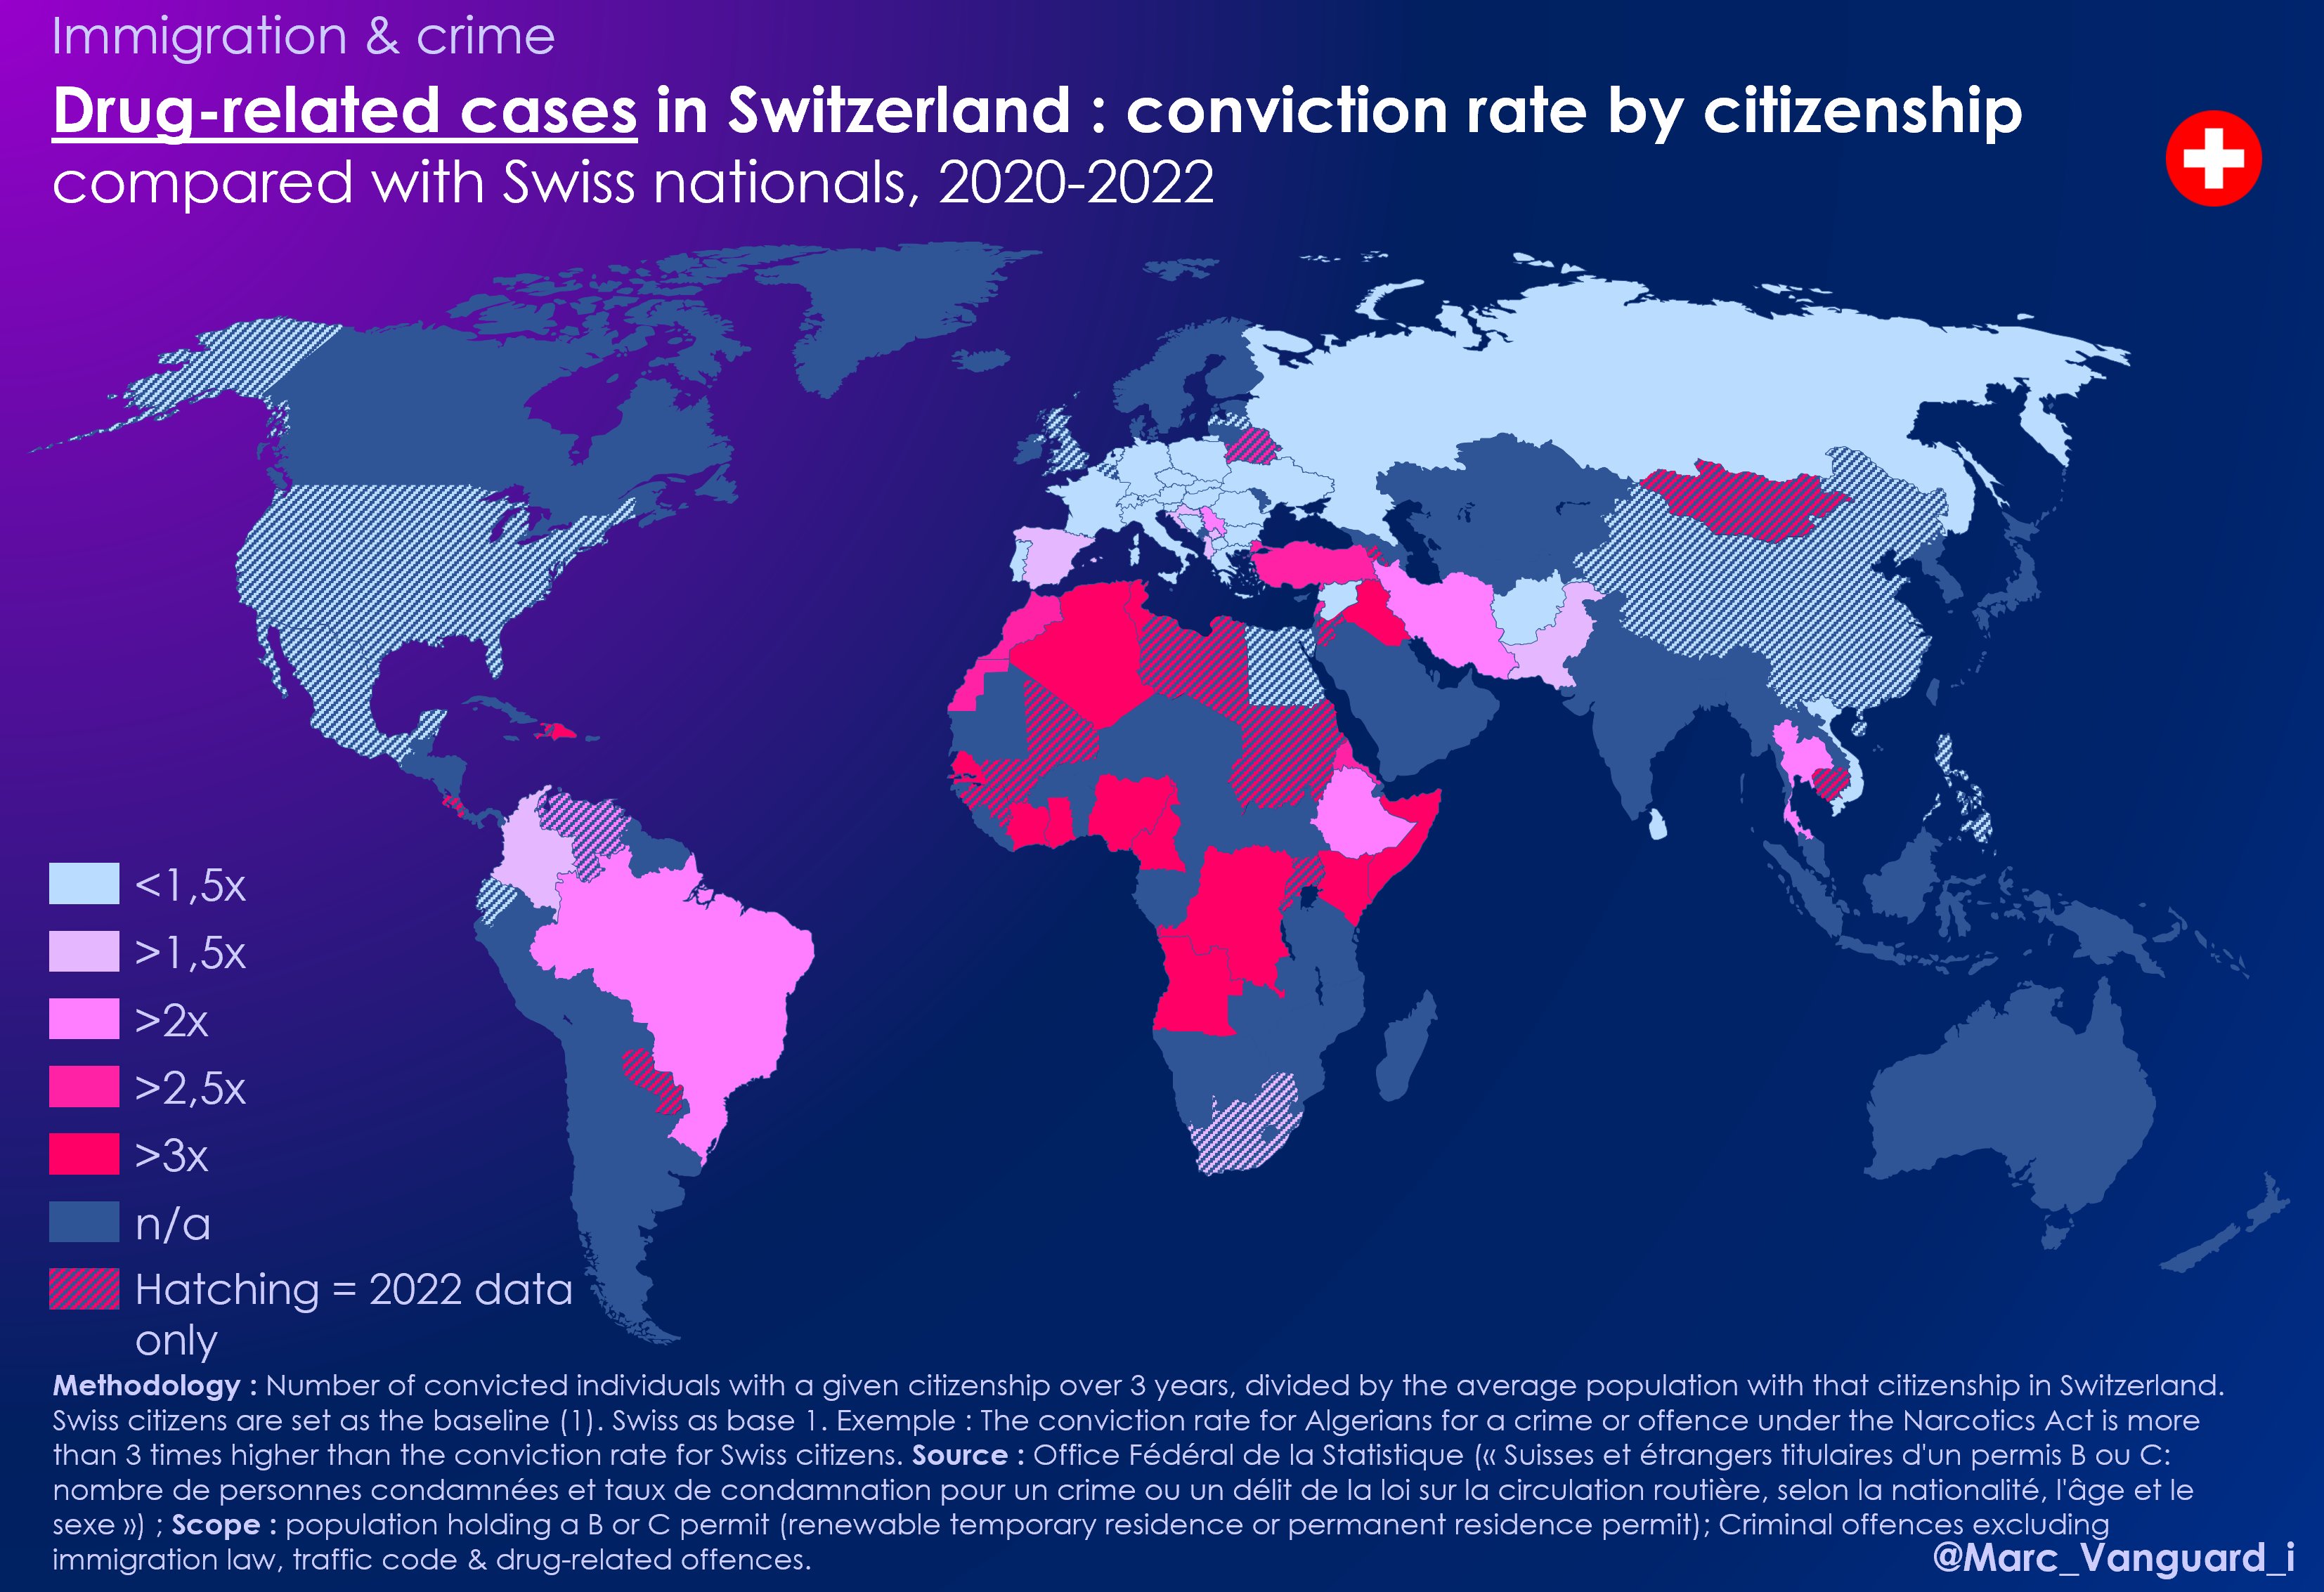 Immigration & crime
Drug-related cases in Switzerland : conviction rate by citizenship
compared with Swiss nationals, 2020-2022
<1,5x
>1,5x
>2x
>2,5x
>3x
n/a
Hatching = 2022 data
only
Methodology : Number of convicted individuals with a given citizenship over 3 years, divided by the average population with that citizenship in Switzerland.
Swiss citizens are set as the baseline (1). Swiss as base 1. Exemple : The conviction rate for Algerians for a crime or offence under the Narcotics Act is more
than 3 times higher than the conviction rate for Swiss citizens. Source : Office Fédéral de la Statistique (« Suisses et étrangers titulaires d'un permis B ou C:
nombre de personnes condamnées et taux de condamnation pour un crime ou un délit de la loi sur la circulation routière, selon la nationalité, l'âge et le
sexe ») ; Scope : population holding a B or C permit (renewable temporary residence or permanent residence permit); Criminal offences excluding
immigration law, traffic code & drug-related offences.
@Marc_Vanguard_i